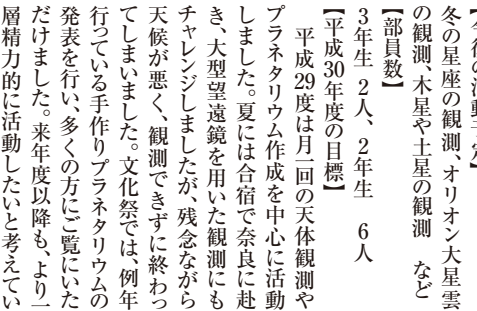 【今後の活動予定】
冬の星座の観測、オリオン大星雲
の観測、木星や土星の観測　など
【部員数】
3年生　2人、2年生　6人
【平成30年度の目標】
　平成29度は月一回の天体観測や
プラネタリウム作成を中心に活動
しました。夏には合宿で奈良に赴
き、大型望遠鏡を用いた観測にも
チャレンジしましたが、残念ながら
天候が悪く、観測できずに終わっ
てしまいました。文化祭では、例年
行っている手作りプラネタリウムの
発表を行い、多くの方にご覧にいた
だけました。来年度以降も、より一
層精力的に活動したいと考えてい